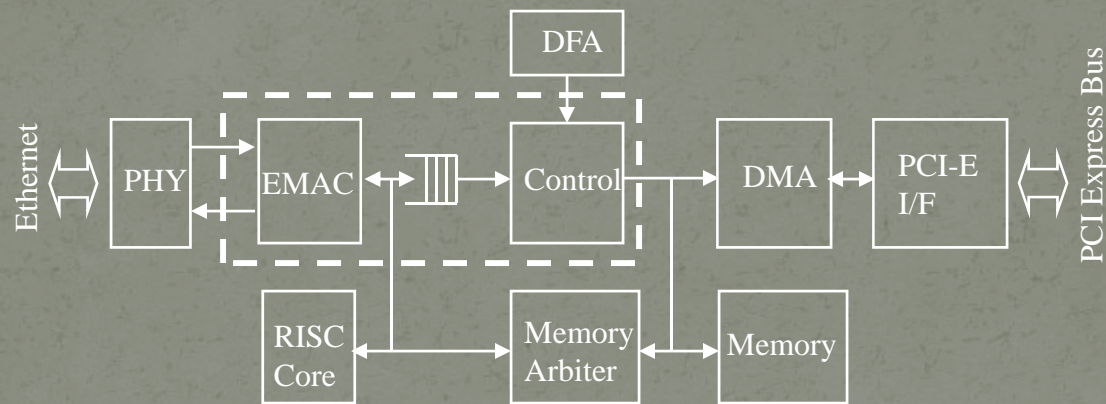 DFA
Ethernet
PHY
EMAC
Control
DMA
PCI-E
I/F
PCI Express Bus
RISC
Core
Memory
Arbiter
Memory